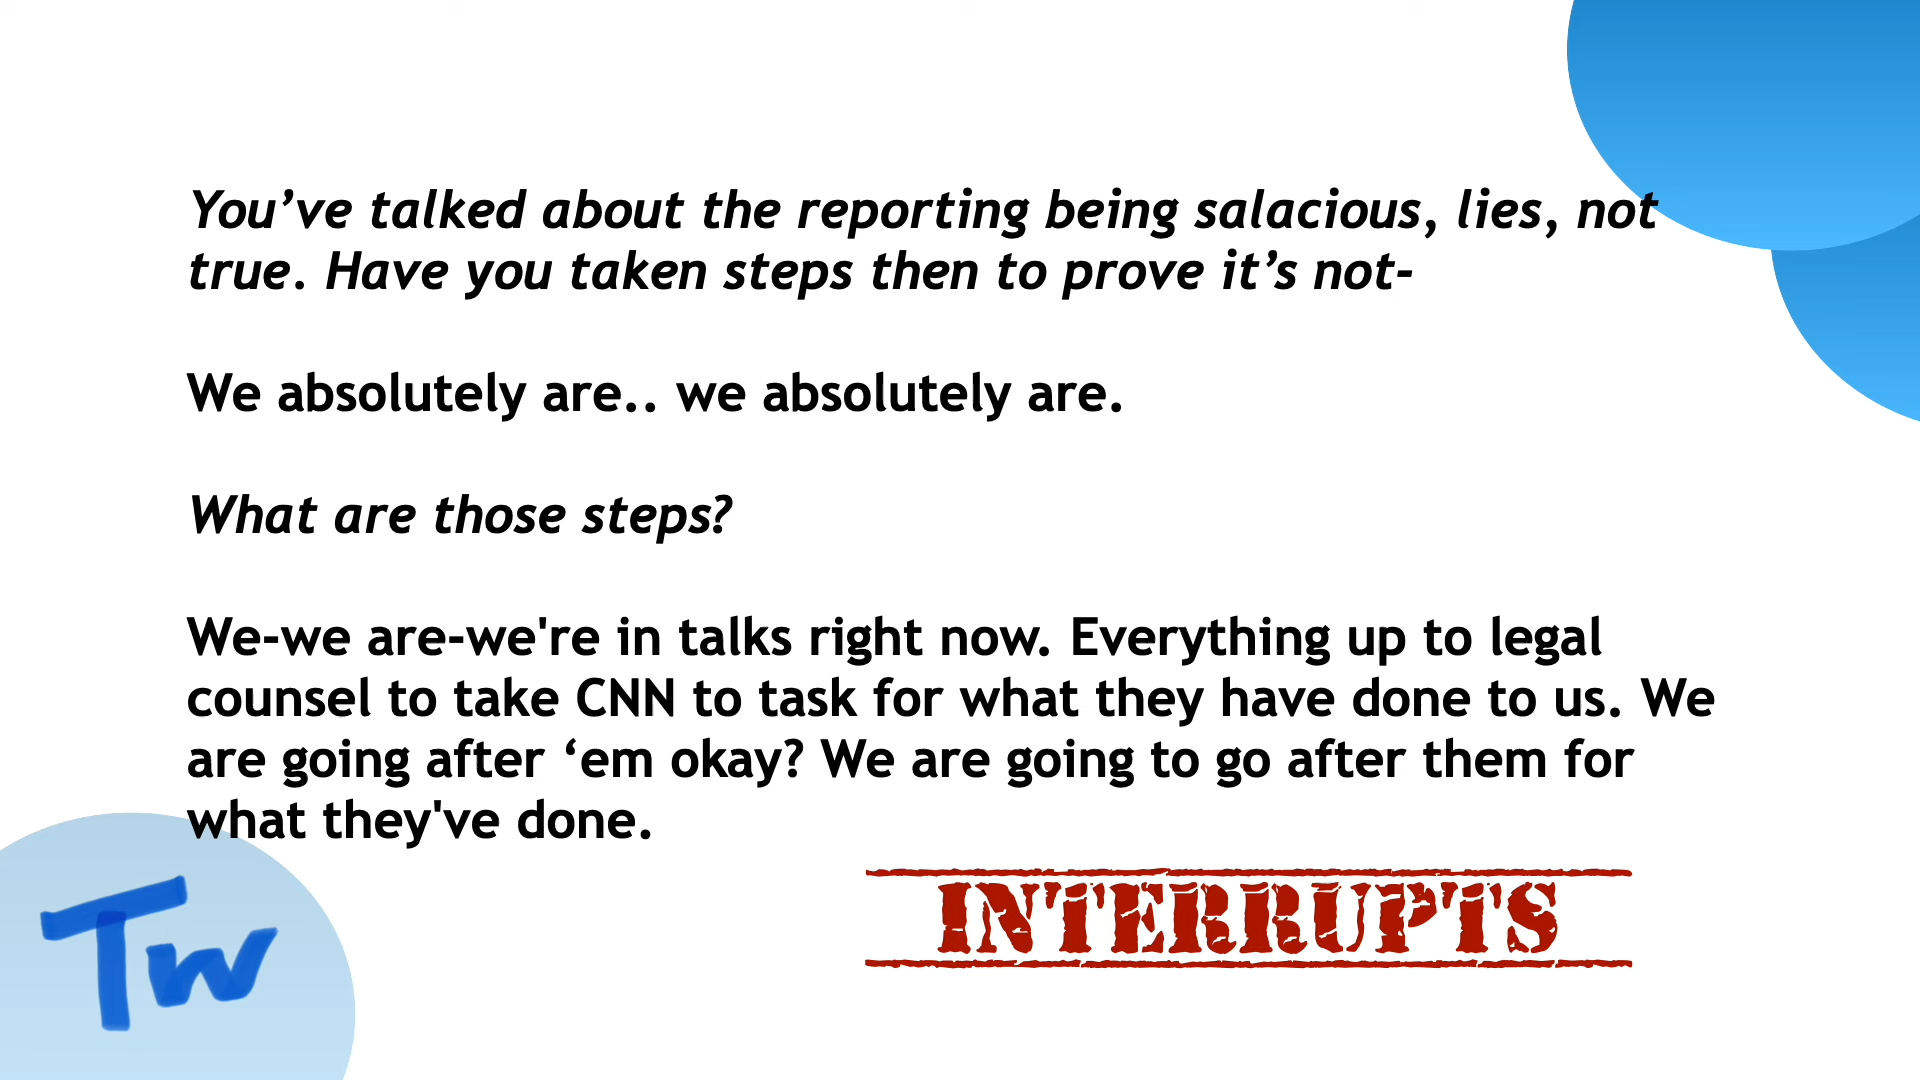 You’ve talked about the reporting being salacious, lies, not
true. Have you taken steps then to prove it’s not-
We absolutely are.. we absolutely are.
What are those steps?
We-we are-we're in talks right now. Everything up to legal
counsel to take CNN to task for what they have done to us. We
are going after ‘em okay? We are going to go after them for
what they've done.
INTERRUPTS
Tw